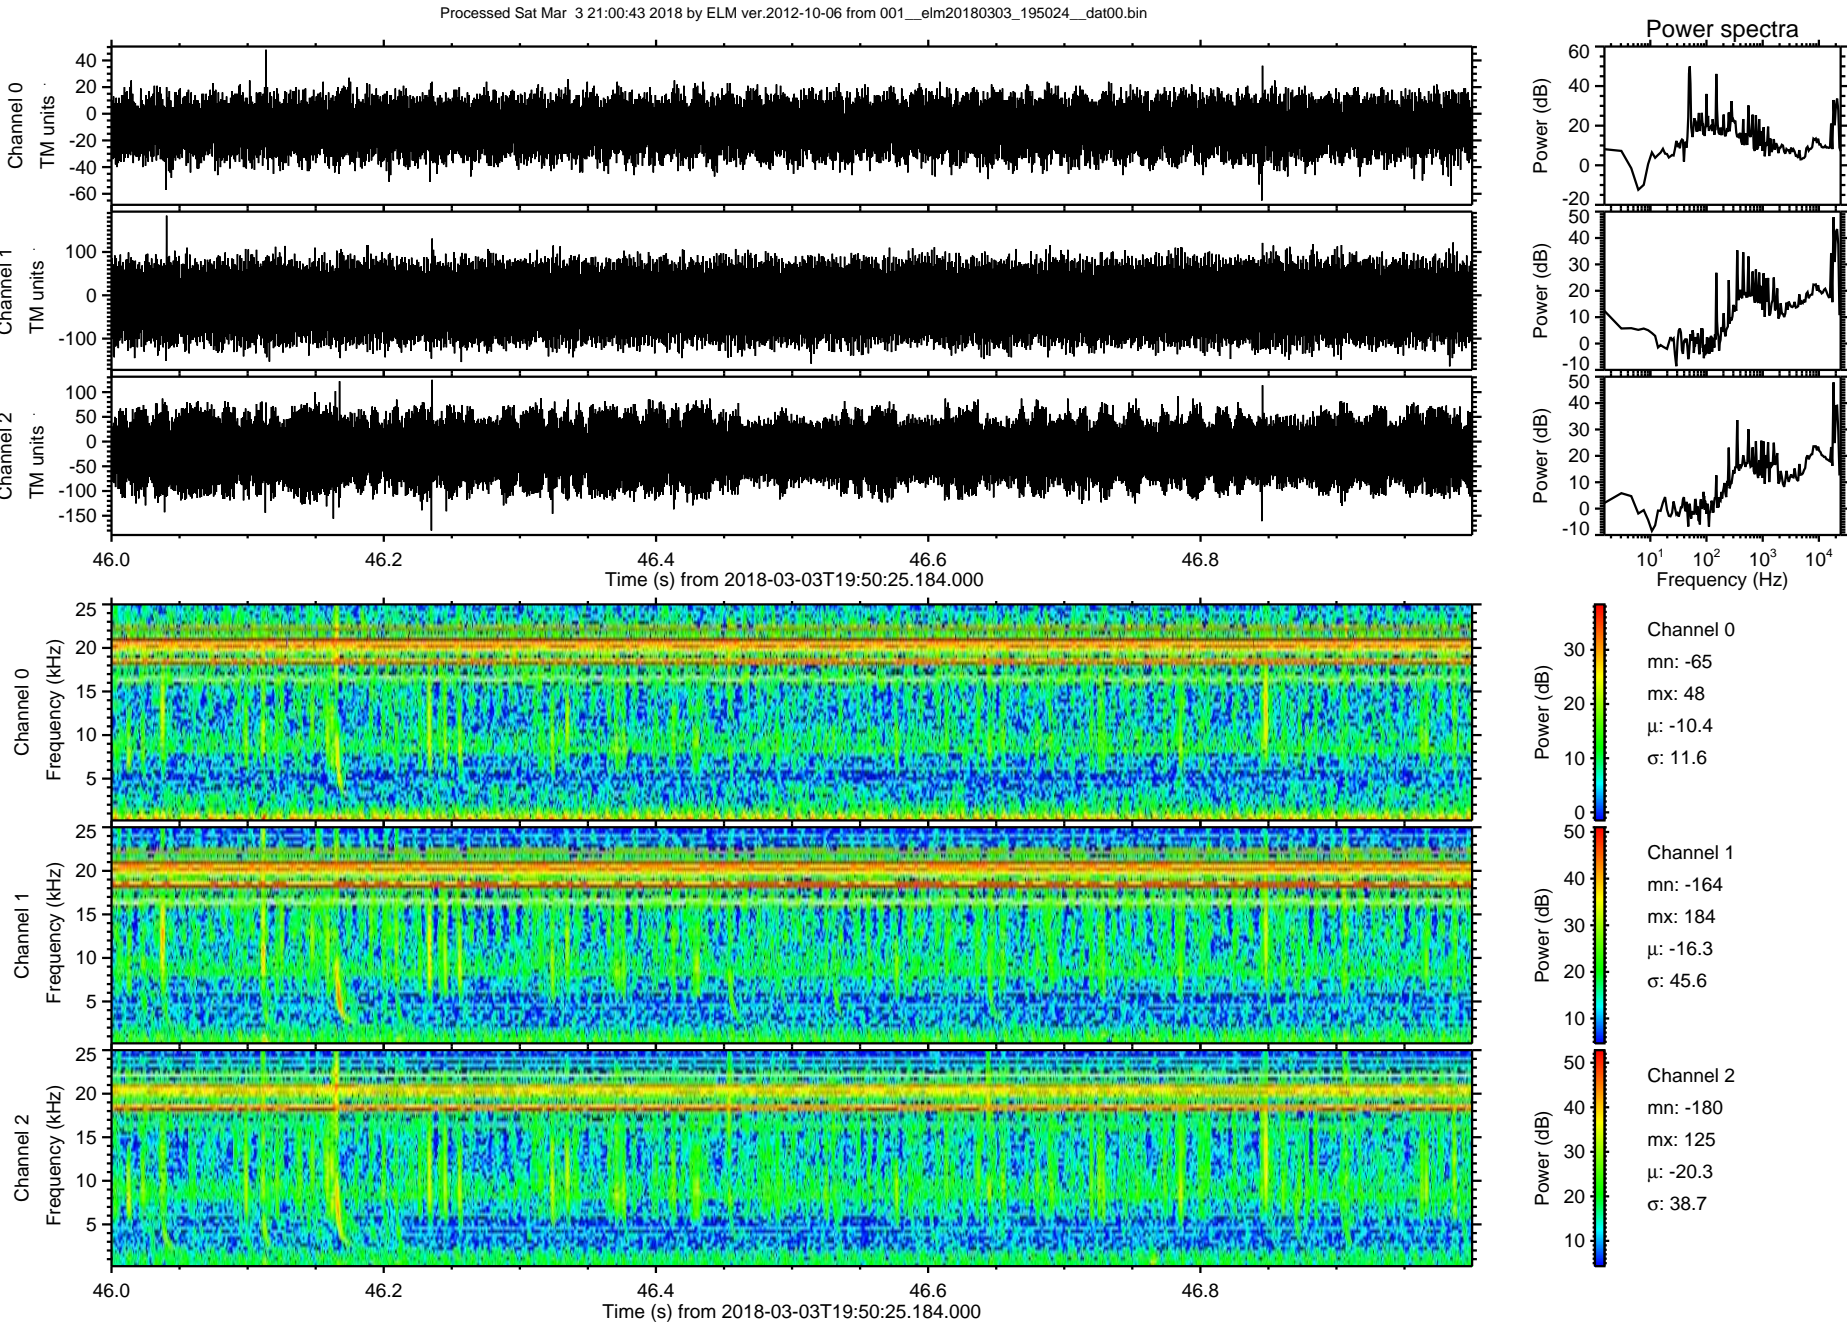 Processed Sat Mar  3 21:00:43 2018 by ELM ver.2012-10-06 from 001__elm20180303_195024__dat00.bin
Power spectra
Channel 0
TM units
40
20
0
-20
-40
-60
Power (dB)
60
40
20
0
-20
Channel 1
TM units
100
0
-100
Power (dB)
50
40
30
20
10
0
-10
Channel 2
TM units
100
50
0
-50
-100
-150
Power (dB)
50
40
30
20
10
0
-10
46.0 46.2 46.4 46.6 46.8
Time (s) from 2018-03-03T19:50:25.184.000
10¹ 10² 10³ 10⁴
Frequency (Hz)
Channel 0
Frequency (kHz)
25
20
15
10
5
Power (dB)
30
20
10
0
Channel 0
mn: -65
mx: 48
μ: -10.4
σ: 11.6
Channel 1
Frequency (kHz)
25
20
15
10
5
Power (dB)
50
40
30
20
10
Channel 1
mn: -164
mx: 184
μ: -16.3
σ: 45.6
Channel 2
Frequency (kHz)
25
20
15
10
5
Power (dB)
50
40
30
20
10
Channel 2
mn: -180
mx: 125
μ: -20.3
σ: 38.7
46.0 46.2 46.4 46.6 46.8
Time (s) from 2018-03-03T19:50:25.184.000